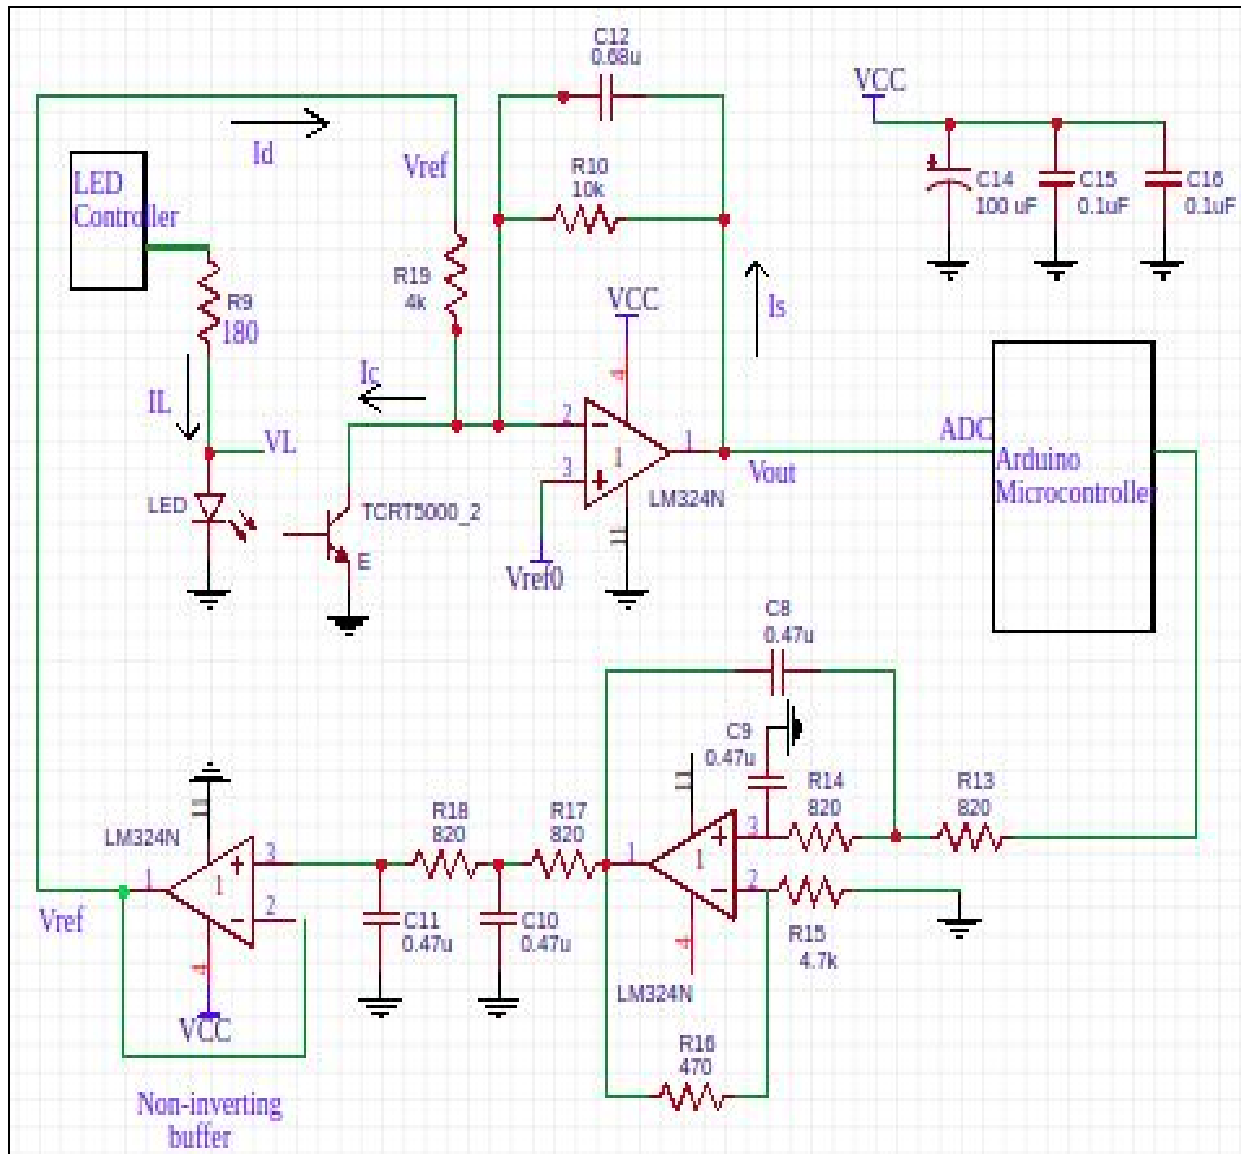 C12
0.68u
VCC
Id
Vref
R10
10k
C14
100 uF
C15
0.1uF
C16
0.1uF
LED
Controller
R19
4k
R9
180
VCC
Is
4
Ic
IL
VL
2
3
1
1
LM324N
Vout
ADC
Arduino
Microcontroller
LED
TCRT5000_2
E
11
Vref0
C8
0.47u
C9
0.47u
11
R14
820
R13
820
R18
820
R17
820
LM324N
11
3
1
1
2
1
1
3
2
Vref
C11
0.47u
C10
0.47u
R15
4.7k
4
4
LM324N
VCC
R16
470
Non-inverting
buffer